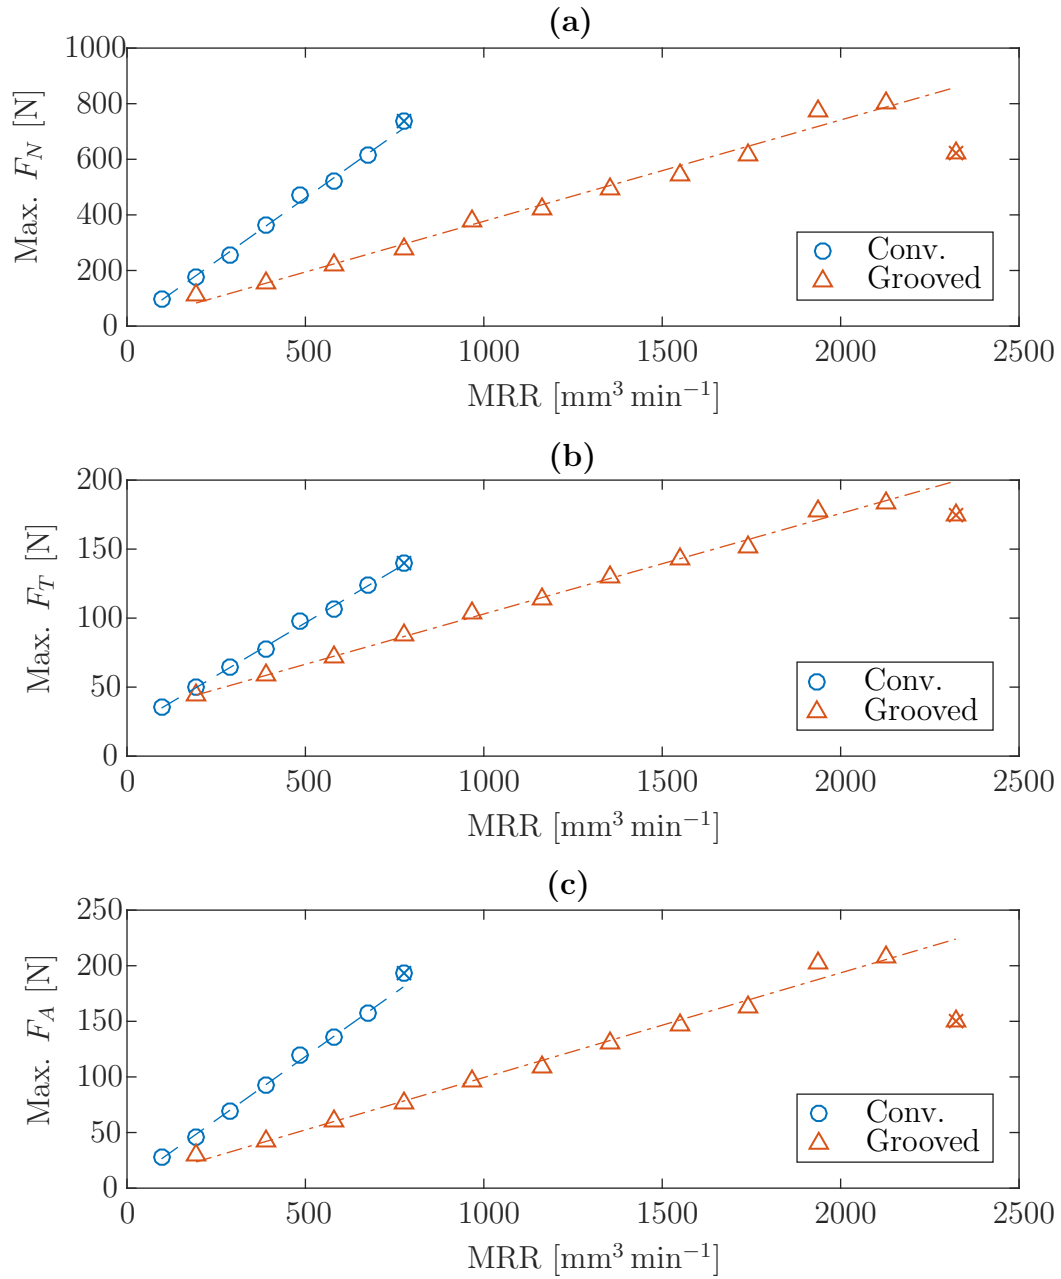 (a)
Max. F_N [N]
1000
800
600
400
200
0
0 500 1000 1500 2000 2500
MRR [mm³ min⁻¹]
Conv.
Grooved
(b)
Max. F_T [N]
200
150
100
50
0
0 500 1000 1500 2000 2500
MRR [mm³ min⁻¹]
Conv.
Grooved
(c)
Max. F_A [N]
250
200
150
100
50
0
0 500 1000 1500 2000 2500
MRR [mm³ min⁻¹]
Conv.
Grooved